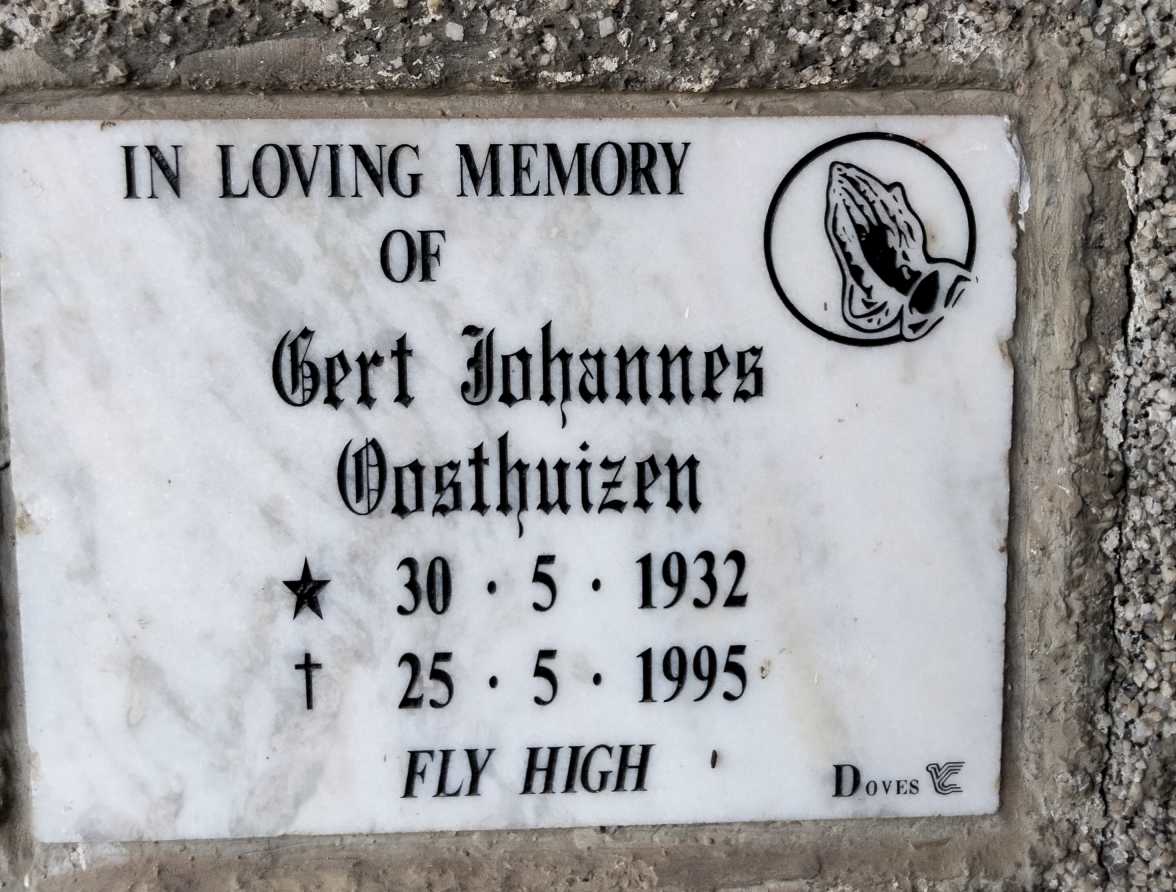 IN LOVING MEMORY
OF
Gert Johannes
Oosthuizen
★ 30 · 5 · 1932
† 25 · 5 · 1995
FLY HIGH
DOVES